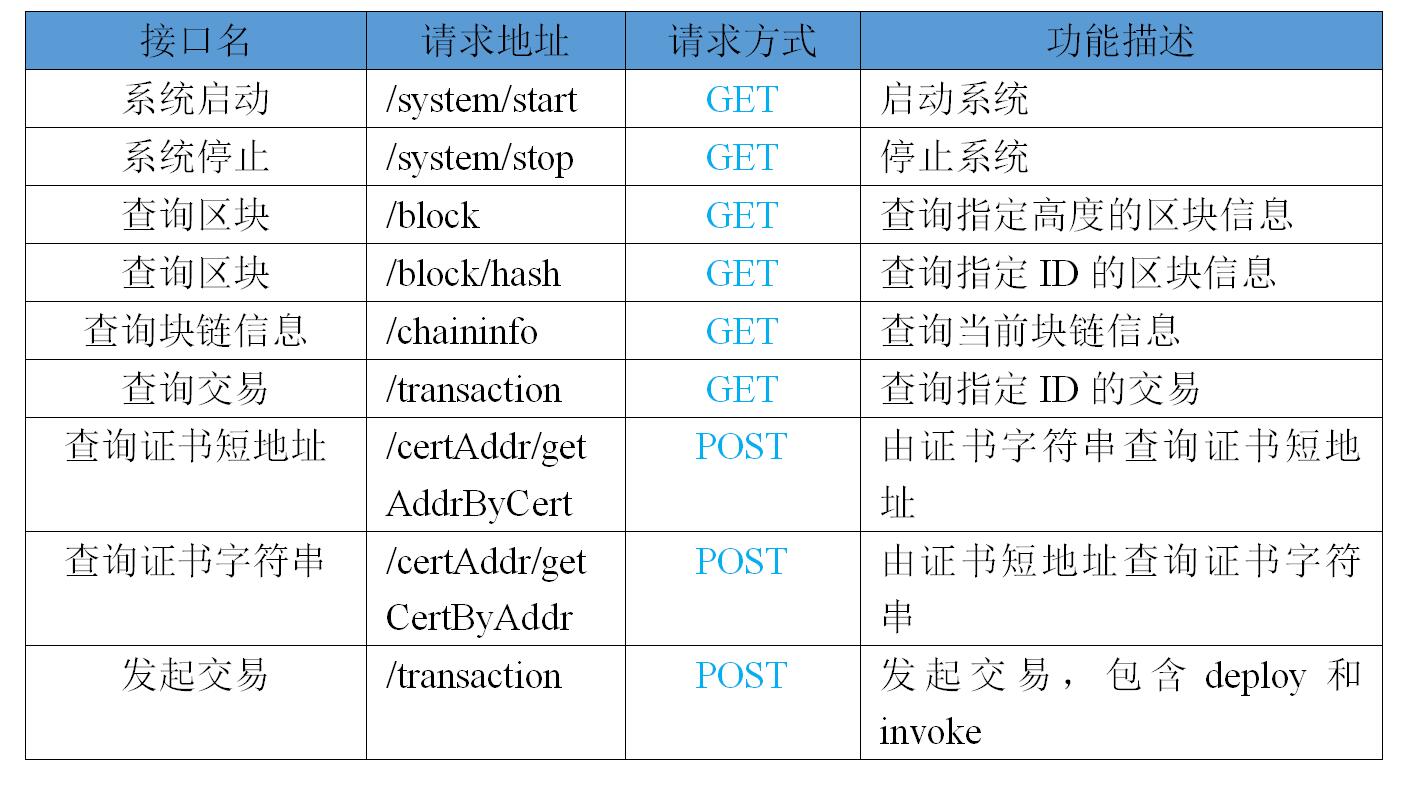 接口名 请求地址 请求方式 功能描述
系统启动 /system/start GET 启动系统
系统停止 /system/stop GET 停止系统
查询区块 /block GET 查询指定高度的区块信息
查询区块 /block/hash GET 查询指定 ID 的区块信息
查询块链信息 /chaininfo GET 查询当前块链信息
查询交易 /transaction GET 查询指定 ID 的交易
查询证书短地址 /certAddr/get POST 由证书字符串查询证书短地
AddrByCert 址
查询证书字符串 /certAddr/get POST 由证书短地址查询证书字符
CertByAddr 串
发起交易 /transaction POST 发起交易，包含 deploy 和
invoke